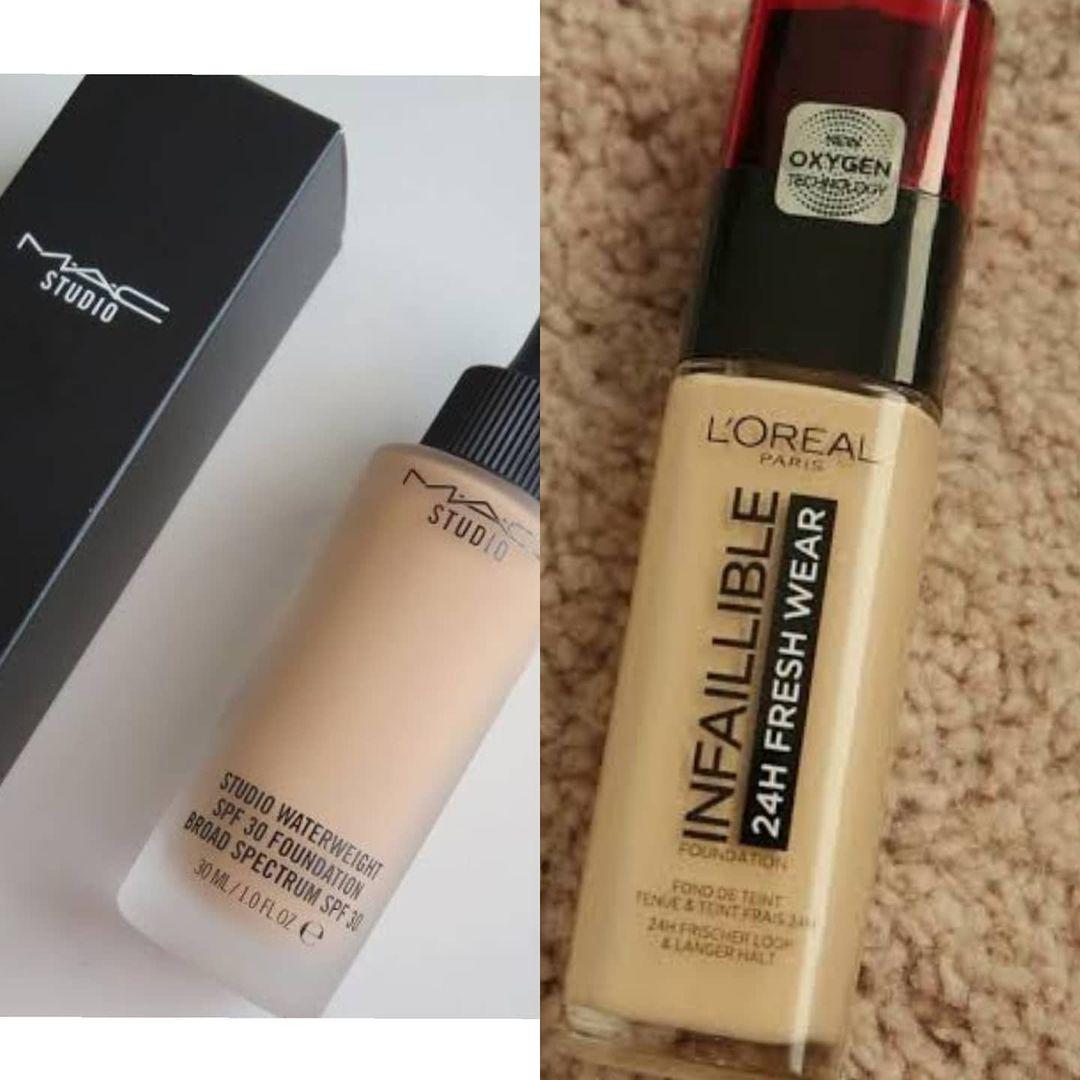 M·A·C
STUDIO
M·A·C
STUDIO
STUDIO WATERWEIGHT
SPF 30 FOUNDATION
BROAD SPECTRUM SPF 30
30 ML / 1.0 FL OZ ℮
NEW
OXYGEN
TECHNOLOGY
L'ORÉAL
PARIS
INFAILLIBLE
24H FRESH WEAR
FOUNDATION
FOND DE TEINT
TENUE & TEINT FRAIS 24H
24H FRISCHER LOOK
& LANGER HALT